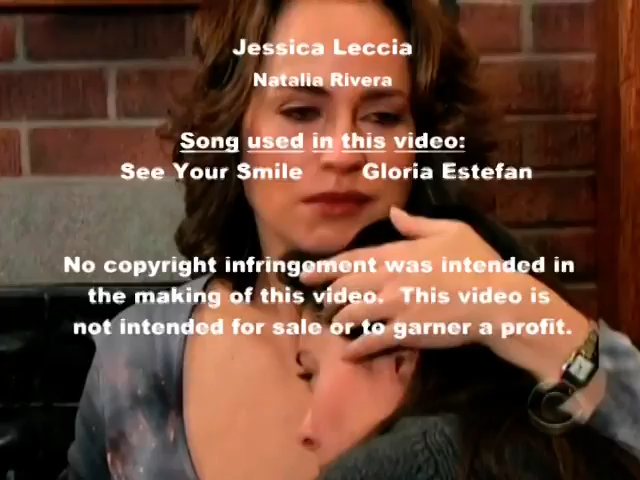 Jessica Leccia
Natalia Rivera
Song used in this video:
See Your Smile Gloria Estefan
No copyright infringement was intended in
the making of this video. This video is
not intended for sale or to garner a profit.